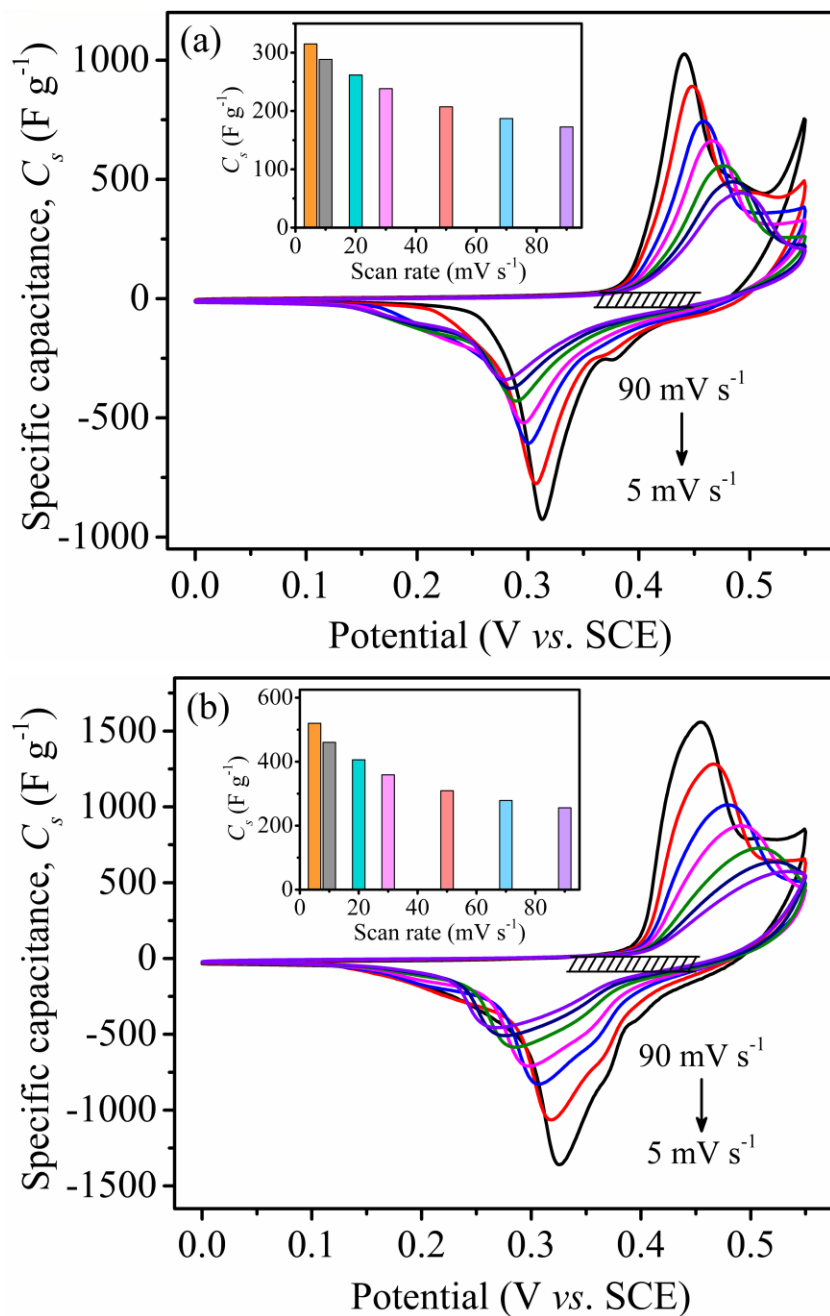 (a)
Specific capacitance, Cₛ (F g⁻¹)
1000
500
0
-500
-1000
Cₛ (F g⁻¹)
300
200
100
0
0 20 40 60 80
Scan rate (mV s⁻¹)
90 mV s⁻¹
5 mV s⁻¹
0.0 0.1 0.2 0.3 0.4 0.5
Potential (V vs. SCE)
(b)
Specific capacitance, Cₛ (F g⁻¹)
1500
1000
500
0
-500
-1000
-1500
Cₛ (F g⁻¹)
600
400
200
0
0 20 40 60 80
Scan rate (mV s⁻¹)
90 mV s⁻¹
5 mV s⁻¹
0.0 0.1 0.2 0.3 0.4 0.5
Potential (V vs. SCE)